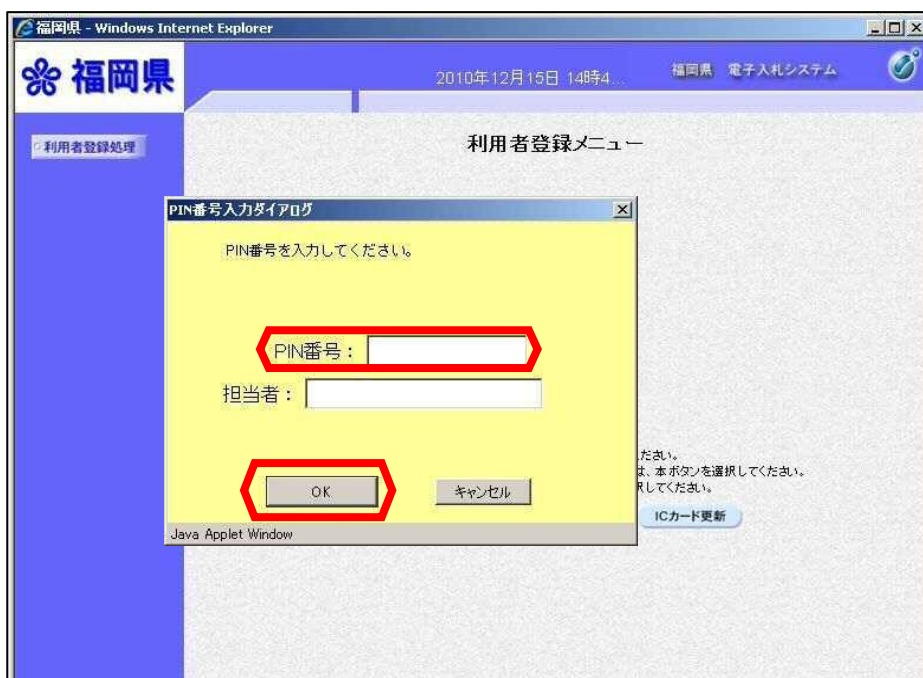 福岡県 - Windows Internet Explorer
福岡県
2010年12月15日 14時4...
福岡県 電子入札システム
利用者登録処理
利用者登録メニュー
PIN番号入力ダイアログ
PIN番号を入力してください。
PIN番号：
担当者：
OK
キャンセル
Java Applet Window
ださい。
は、本ボタンを選択してください。
択してください。
ICカード更新